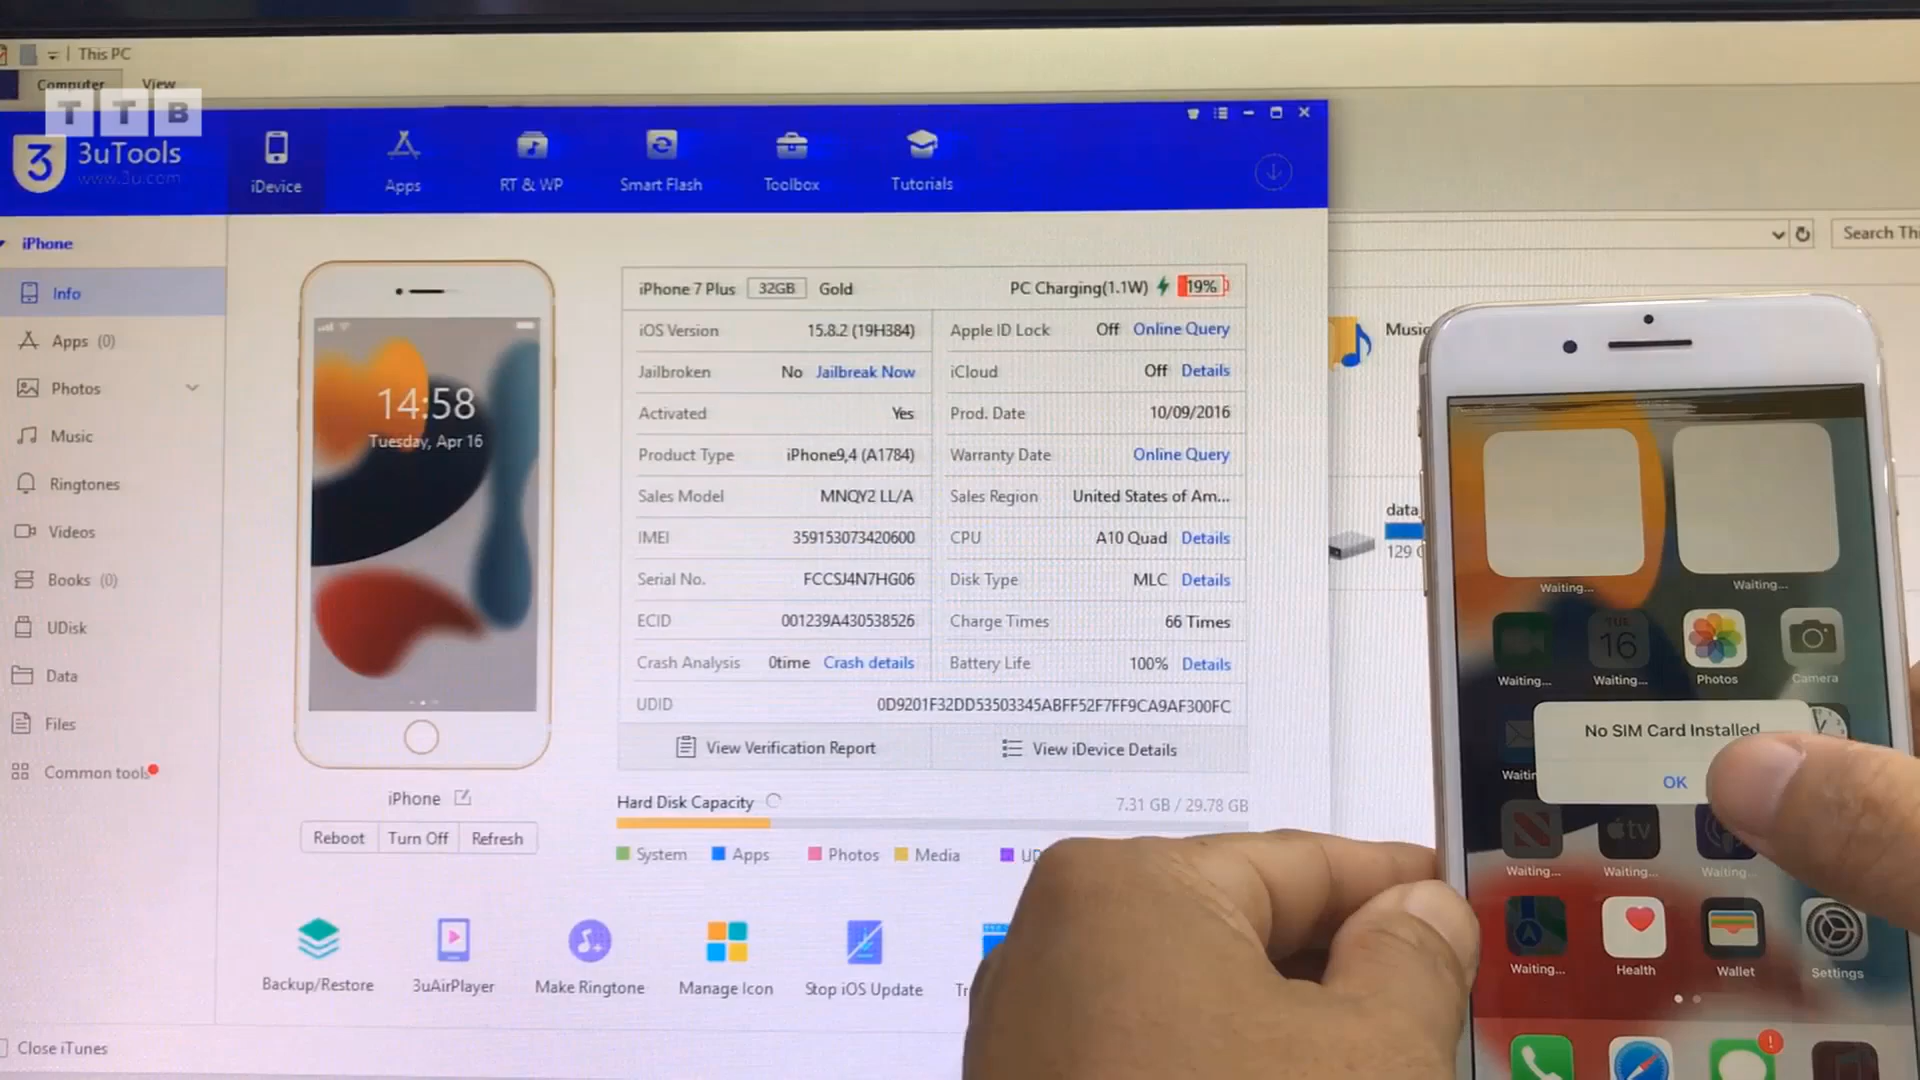 This PC
Computer
View
TTB
3
3uTools
www.3u.com
iDevice
Apps
RT & WP
Smart Flash
Toolbox
Tutorials
Search Thi
iPhone
Info
Apps (0)
Photos
Music
Ringtones
Videos
Books (0)
UDisk
Data
Files
Common tools
Close iTunes
14:58
Tuesday, Apr 16
iPhone
Reboot
Turn Off
Refresh
iPhone 7 Plus 32GB Gold
PC Charging(1.1W) 19%
iOS Version 15.8.2 (19H384)
Apple ID Lock Off Online Query
Jailbroken No Jailbreak Now
iCloud Off Details
Activated Yes
Prod. Date 10/09/2016
Product Type iPhone9,4 (A1784)
Warranty Date Online Query
Sales Model MNQY2 LL/A
Sales Region United States of Am...
IMEI 359153073420600
CPU A10 Quad Details
Serial No. FCCSJ4N7HG06
Disk Type MLC Details
ECID 001239A430538526
Charge Times 66 Times
Crash Analysis 0time Crash details
Battery Life 100% Details
UDID 0D9201F32DD53503345ABFF52F7FF9CA9AF300FC
View Verification Report
View iDevice Details
Hard Disk Capacity 7.31 GB / 29.78 GB
System
Apps
Photos
Media
UD
Backup/Restore
3uAirPlayer
Make Ringtone
Manage Icon
Stop iOS Update
Tr
Music
data
129 G
Waiting...
Waiting...
TUE
16
Waiting...
Waiting...
Photos
Camera
No SIM Card Installed
OK
Waitin
tv
Waiting...
Waiting...
Waiting...
Waiting...
Health
Wallet
Settings
!